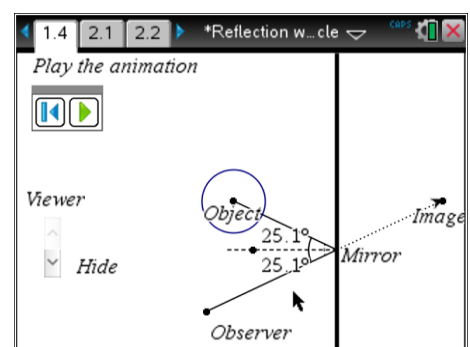 1.4 2.1 2.2 *Reflection w…cle CAPS
Play the animation
Viewer
Object
Image
25.1°
Mirror
25.1°
Hide
Observer